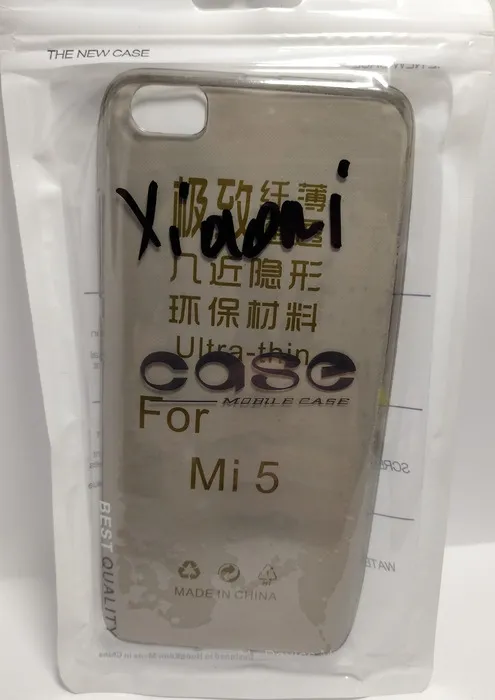 THE NEW CASE
极致纤薄
Xiaomi
几近隐形
环保材料
Ultra-thin
case
MOBILE CASE
For
Mi 5
BEST QUALITY
MADE IN CHINA